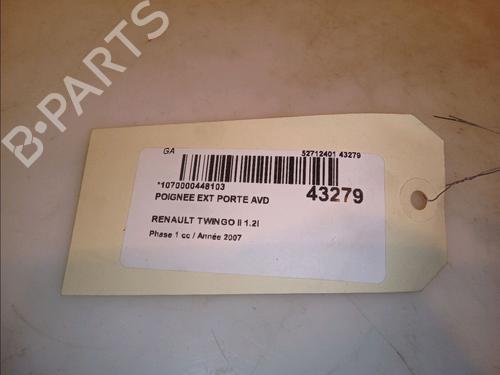 B-PARTS
GA
52712401 43279
*1070000448103
43279
POIGNEE EXT PORTE AVD
RENAULT TWINGO II 1.2I
Phase 1 cc / Année 2007